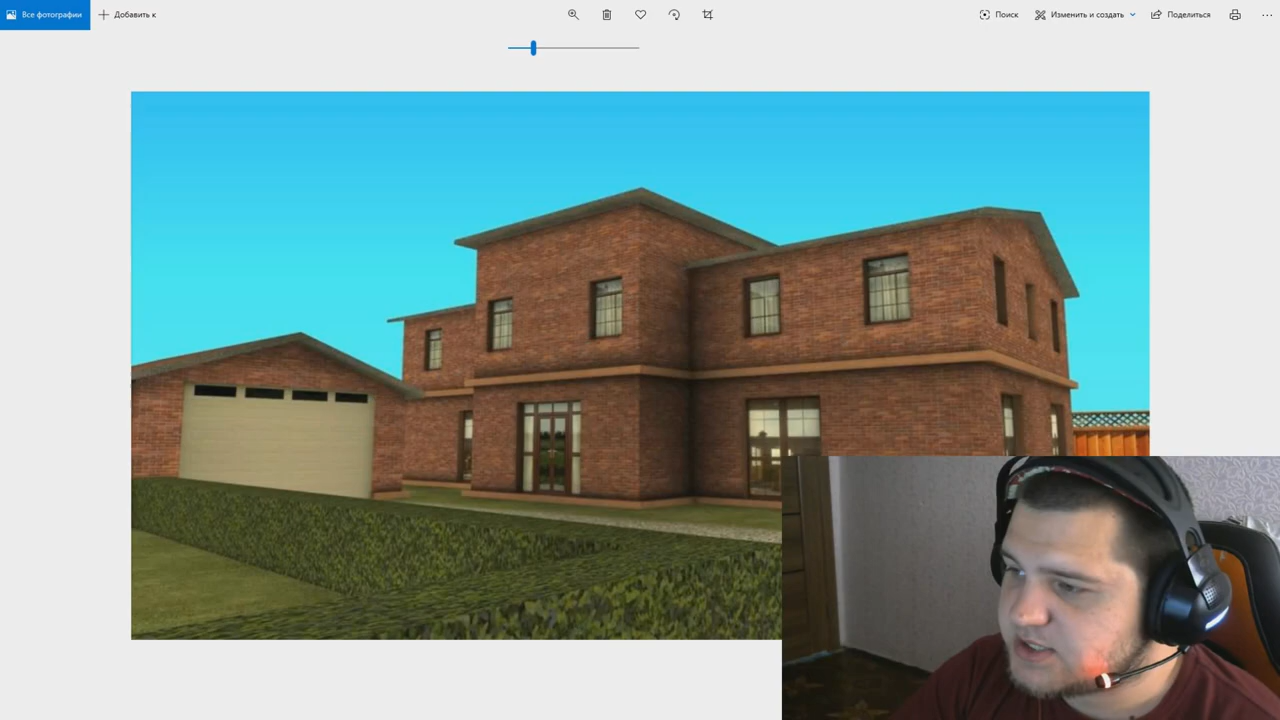 Все фотографии
Добавить к
Поиск
Изменить и создать
Поделиться